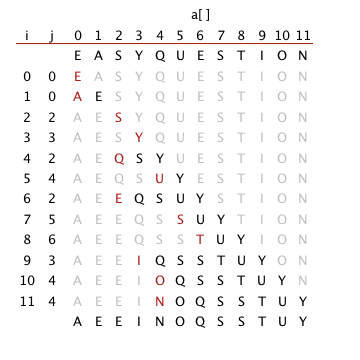 a[ ]
i j 0 1 2 3 4 5 6 7 8 9 10 11
E A S Y Q U E S T I O N
0 0 E A S Y Q U E S T I O N
1 0 A E S Y Q U E S T I O N
2 2 A E S Y Q U E S T I O N
3 3 A E S Y Q U E S T I O N
4 2 A E Q S Y U E S T I O N
5 4 A E Q S U Y E S T I O N
6 2 A E E Q S U Y S T I O N
7 5 A E E Q S S U Y T I O N
8 6 A E E Q S S T U Y I O N
9 3 A E E I Q S S T U Y O N
10 4 A E E I O Q S S T U Y N
11 4 A E E I N O Q S S T U Y
A E E I N O Q S S T U Y